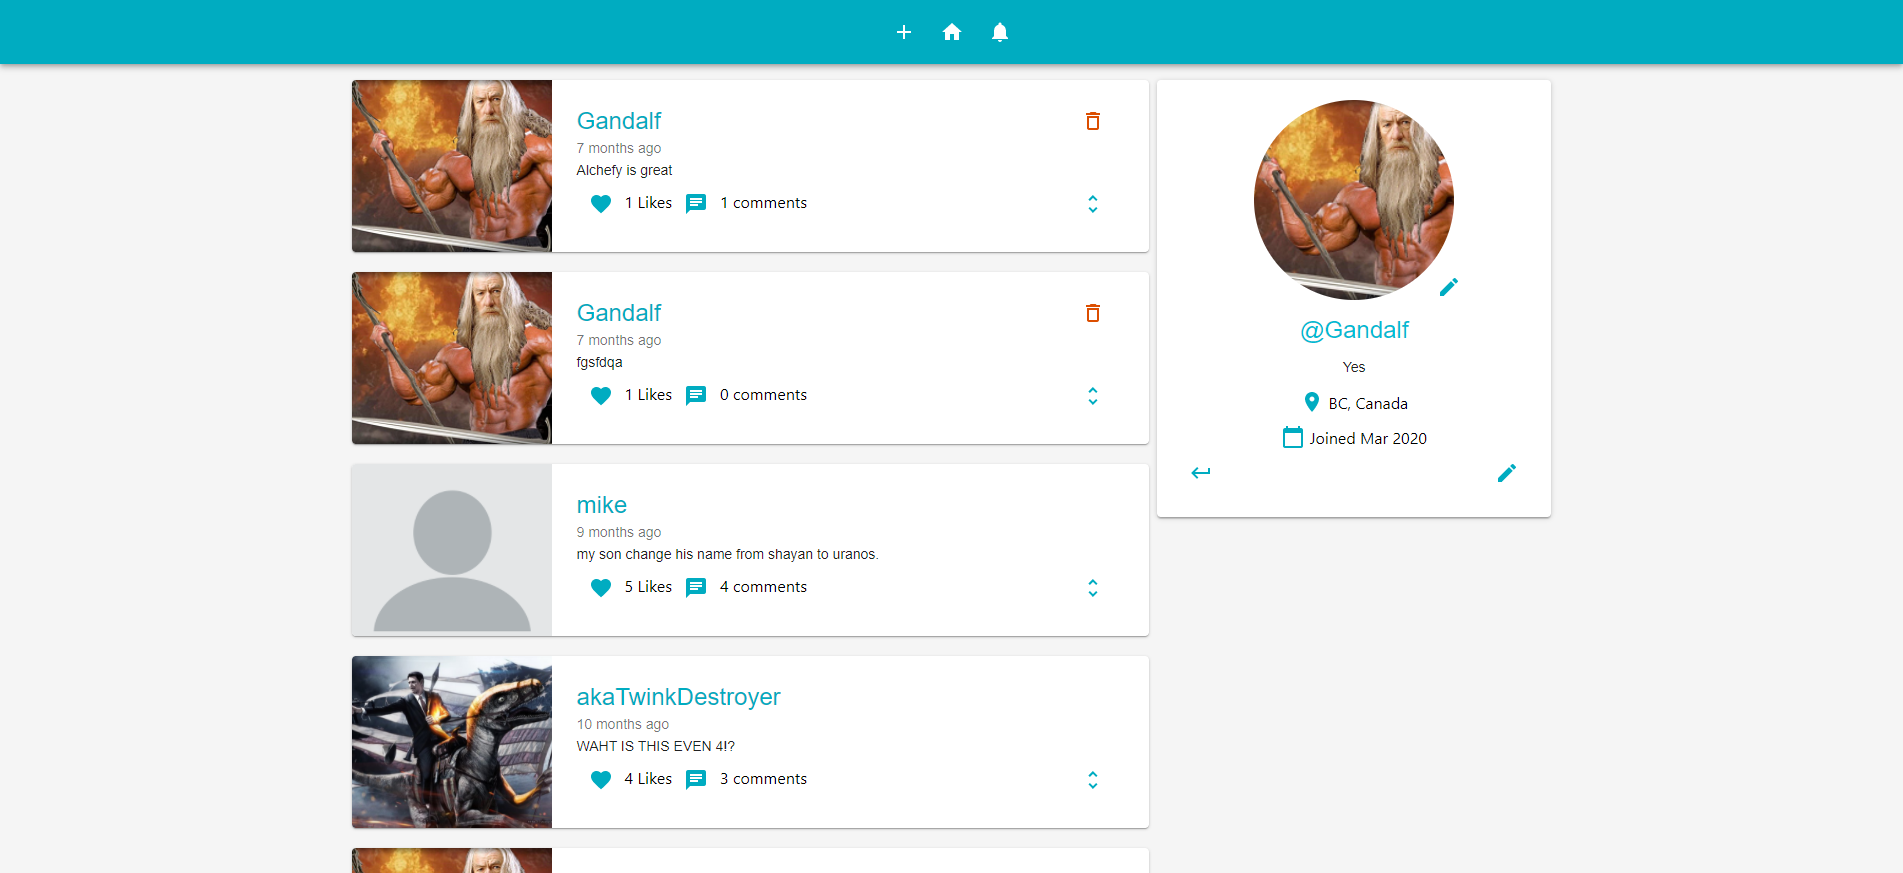 Gandalf
7 months ago
Alchefy is great
1 Likes 1 comments
Gandalf
7 months ago
fgsfdqa
1 Likes 0 comments
mike
9 months ago
my son change his name from shayan to uranos.
5 Likes 4 comments
akaTwinkDestroyer
10 months ago
WAHT IS THIS EVEN 4!?
4 Likes 3 comments
@Gandalf
Yes
BC, Canada
Joined Mar 2020